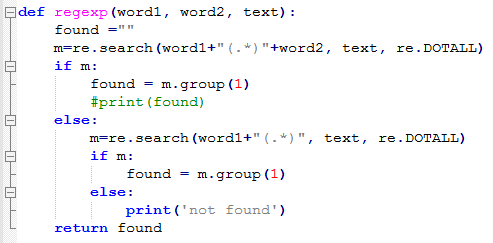 def regexp(word1, word2, text):
    found =""
    m=re.search(word1+"(.*)"+word2, text, re.DOTALL)
    if m:
        found = m.group(1)
        #print(found)
    else:
        m=re.search(word1+"(.*)", text, re.DOTALL)
        if m:
            found = m.group(1)
        else:
            print('not found')
    return found